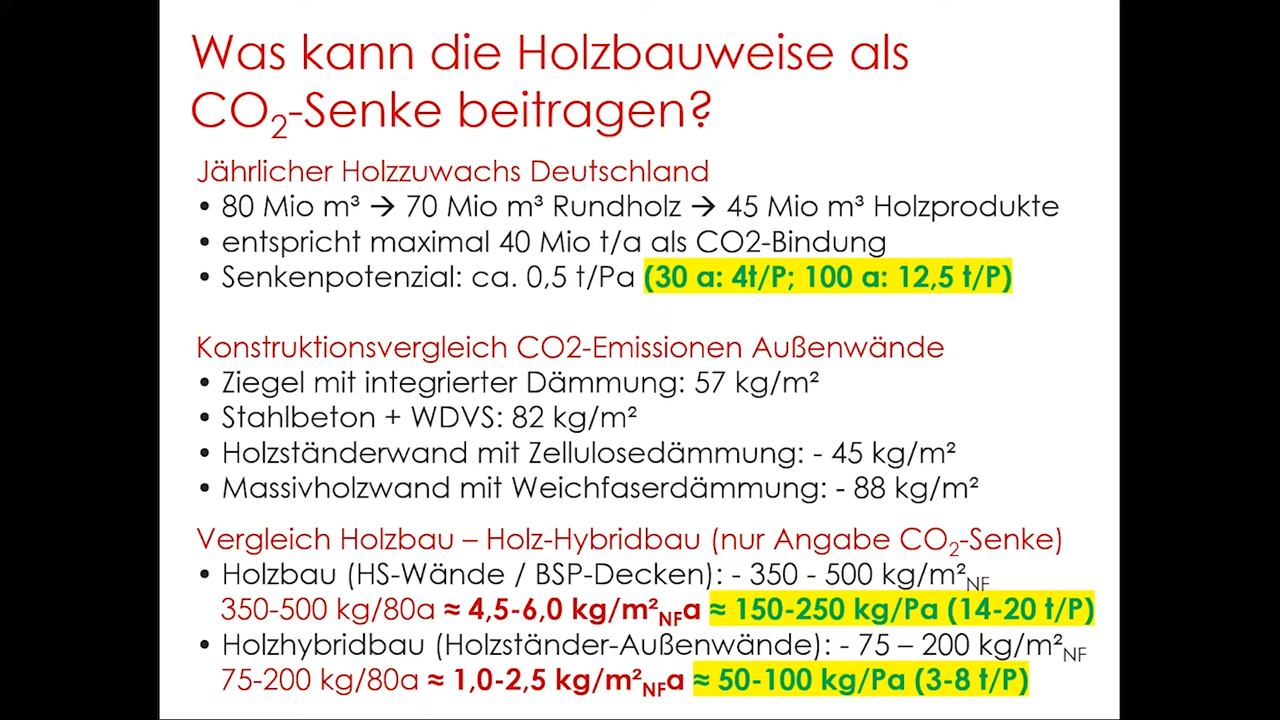 Was kann die Holzbauweise als
CO₂-Senke beitragen?
Jährlicher Holzzuwachs Deutschland
• 80 Mio m³ → 70 Mio m³ Rundholz → 45 Mio m³ Holzprodukte
• entspricht maximal 40 Mio t/a als CO2-Bindung
• Senkenpotenzial: ca. 0,5 t/Pa (30 a: 4t/P; 100 a: 12,5 t/P)
Konstruktionsvergleich CO2-Emissionen Außenwände
• Ziegel mit integrierter Dämmung: 57 kg/m²
• Stahlbeton + WDVS: 82 kg/m²
• Holzständerwand mit Zellulosedämmung: - 45 kg/m²
• Massivholzwand mit Weichfaserdämmung: - 88 kg/m²
Vergleich Holzbau – Holz-Hybridbau (nur Angabe CO₂-Senke)
• Holzbau (HS-Wände / BSP-Decken): - 350 - 500 kg/m²NF
350-500 kg/80a ≈ 4,5-6,0 kg/m²NFa ≈ 150-250 kg/Pa (14-20 t/P)
• Holzhybridbau (Holzständer-Außenwände): - 75 – 200 kg/m²NF
75-200 kg/80a ≈ 1,0-2,5 kg/m²NFa ≈ 50-100 kg/Pa (3-8 t/P)